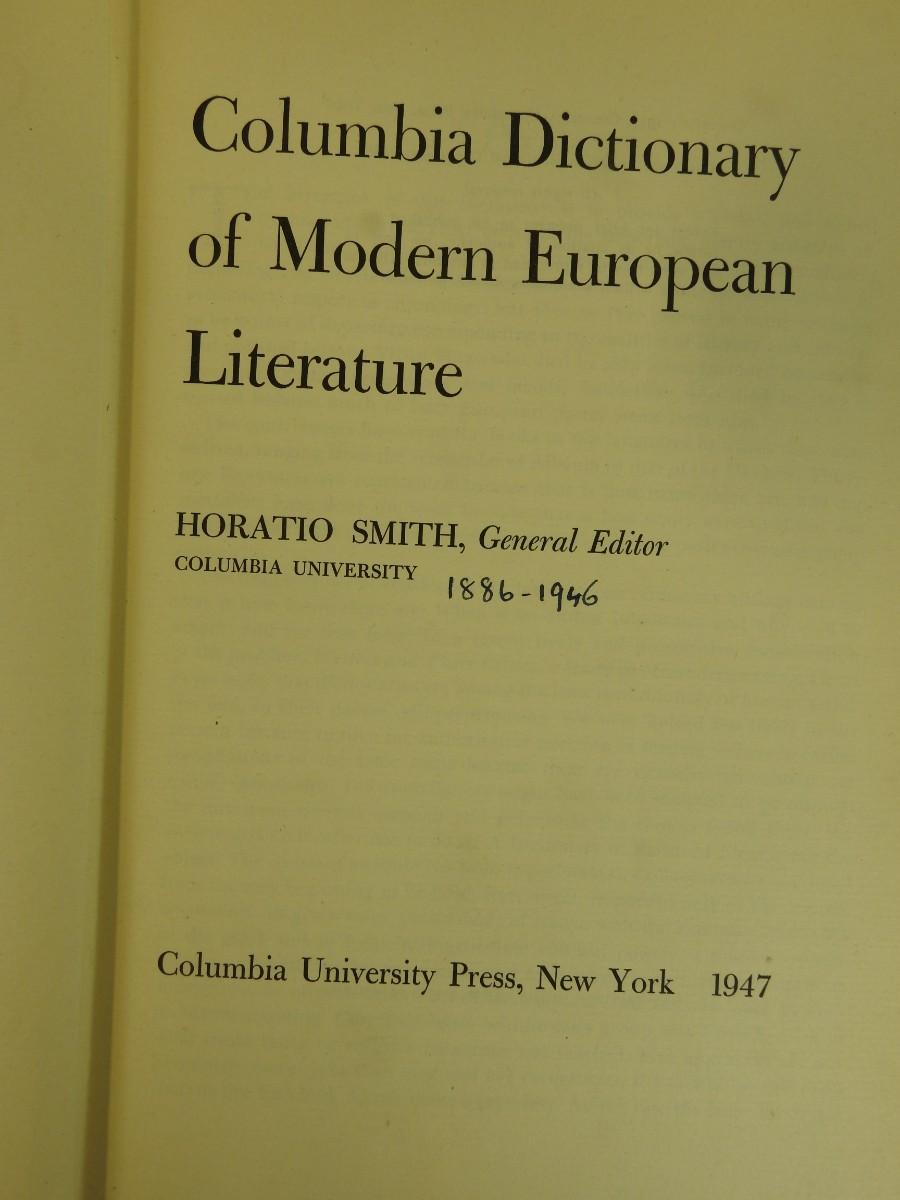 Columbia Dictionary
of Modern European
Literature
HORATIO SMITH, General Editor
COLUMBIA UNIVERSITY
1886-1946
Columbia University Press, New York 1947